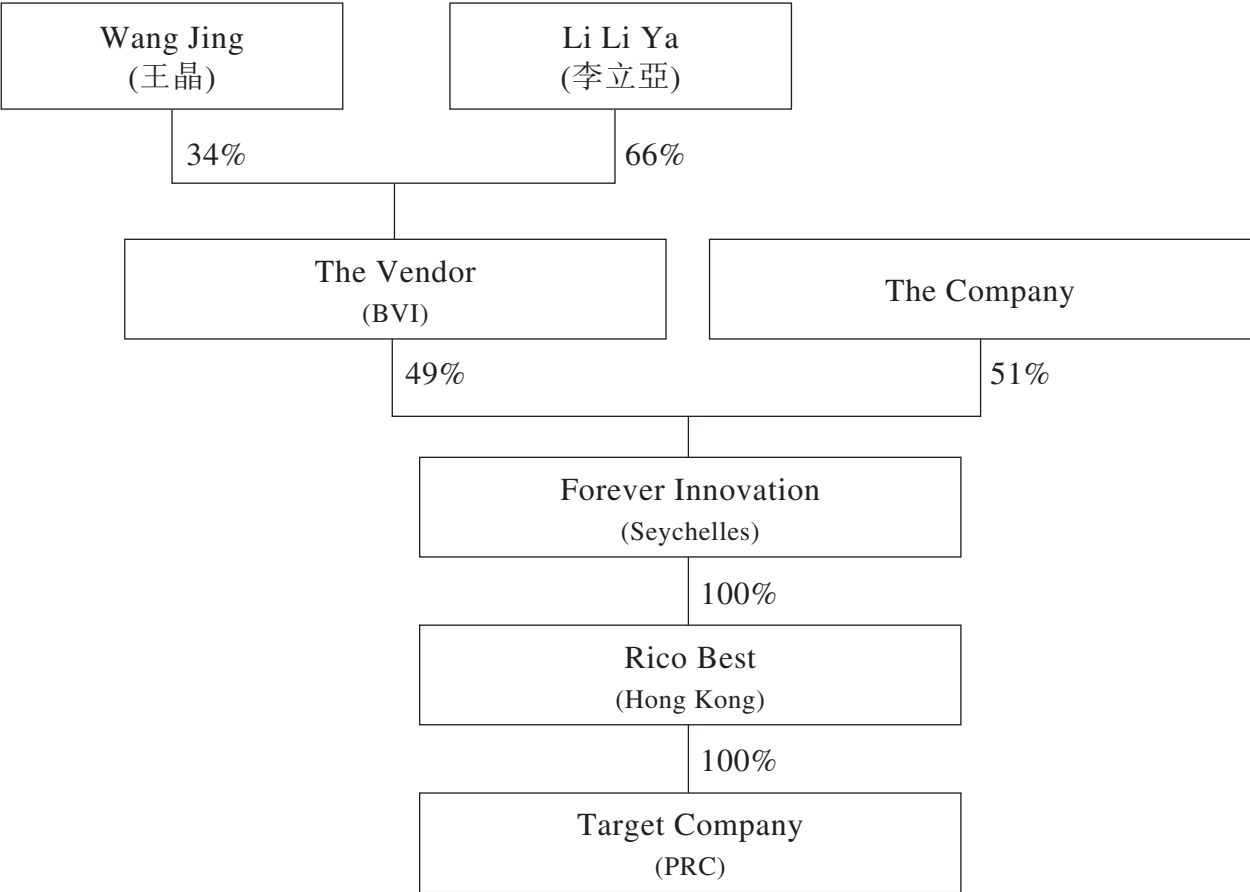 Wang Jing
(王晶)
Li Li Ya
(李立亞)
34%
66%
The Vendor
(BVI)
The Company
49%
51%
Forever Innovation
(Seychelles)
100%
Rico Best
(Hong Kong)
100%
Target Company
(PRC)